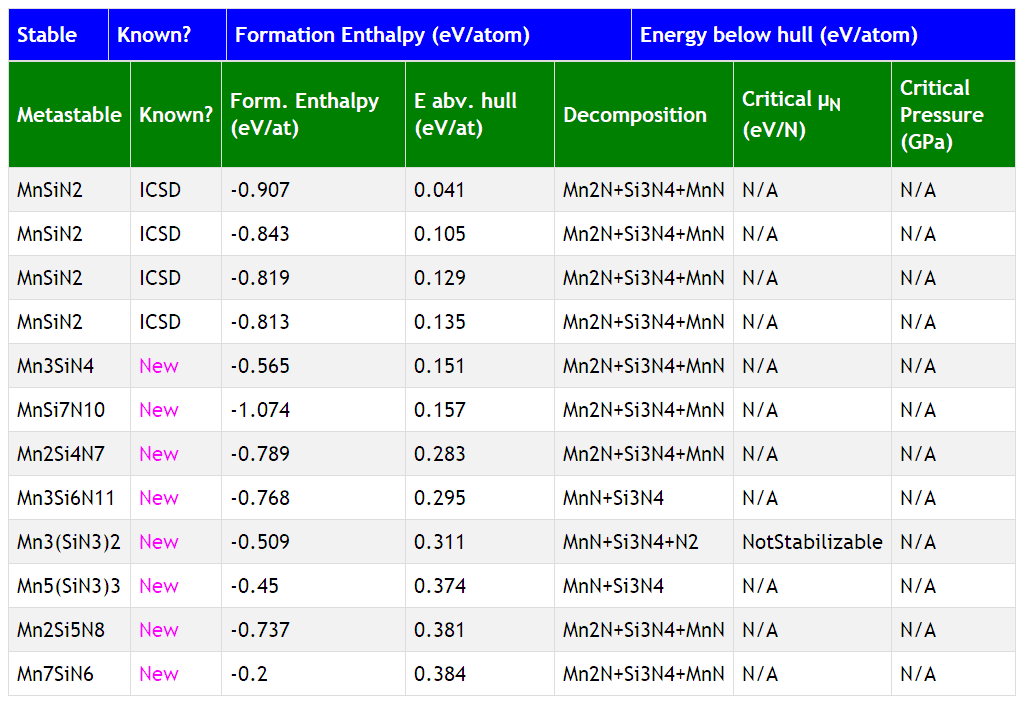 Stable Known? Formation Enthalpy (eV/atom) Energy below hull (eV/atom)
Metastable Known? Form. Enthalpy (eV/at) E abv. hull (eV/at) Decomposition Critical μN (eV/N) Critical Pressure (GPa)
MnSiN2 ICSD -0.907 0.041 Mn2N+Si3N4+MnN N/A N/A
MnSiN2 ICSD -0.843 0.105 Mn2N+Si3N4+MnN N/A N/A
MnSiN2 ICSD -0.819 0.129 Mn2N+Si3N4+MnN N/A N/A
MnSiN2 ICSD -0.813 0.135 Mn2N+Si3N4+MnN N/A N/A
Mn3SiN4 New -0.565 0.151 Mn2N+Si3N4+MnN N/A N/A
MnSi7N10 New -1.074 0.157 Mn2N+Si3N4+MnN N/A N/A
Mn2Si4N7 New -0.789 0.283 Mn2N+Si3N4+MnN N/A N/A
Mn3Si6N11 New -0.768 0.295 MnN+Si3N4 N/A N/A
Mn3(SiN3)2 New -0.509 0.311 MnN+Si3N4+N2 NotStabilizable N/A
Mn5(SiN3)3 New -0.45 0.374 MnN+Si3N4 N/A N/A
Mn2Si5N8 New -0.737 0.381 Mn2N+Si3N4+MnN N/A N/A
Mn7SiN6 New -0.2 0.384 Mn2N+Si3N4+MnN N/A N/A